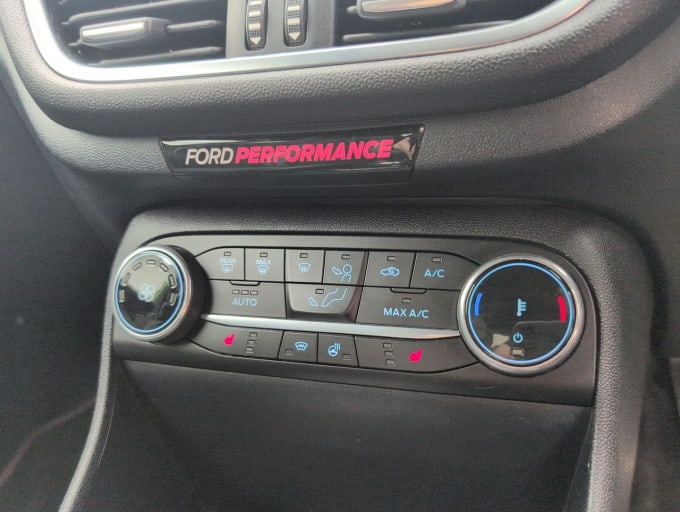 FORD PERFORMANCE
REAR MAX A/C
AUTO MAX A/C